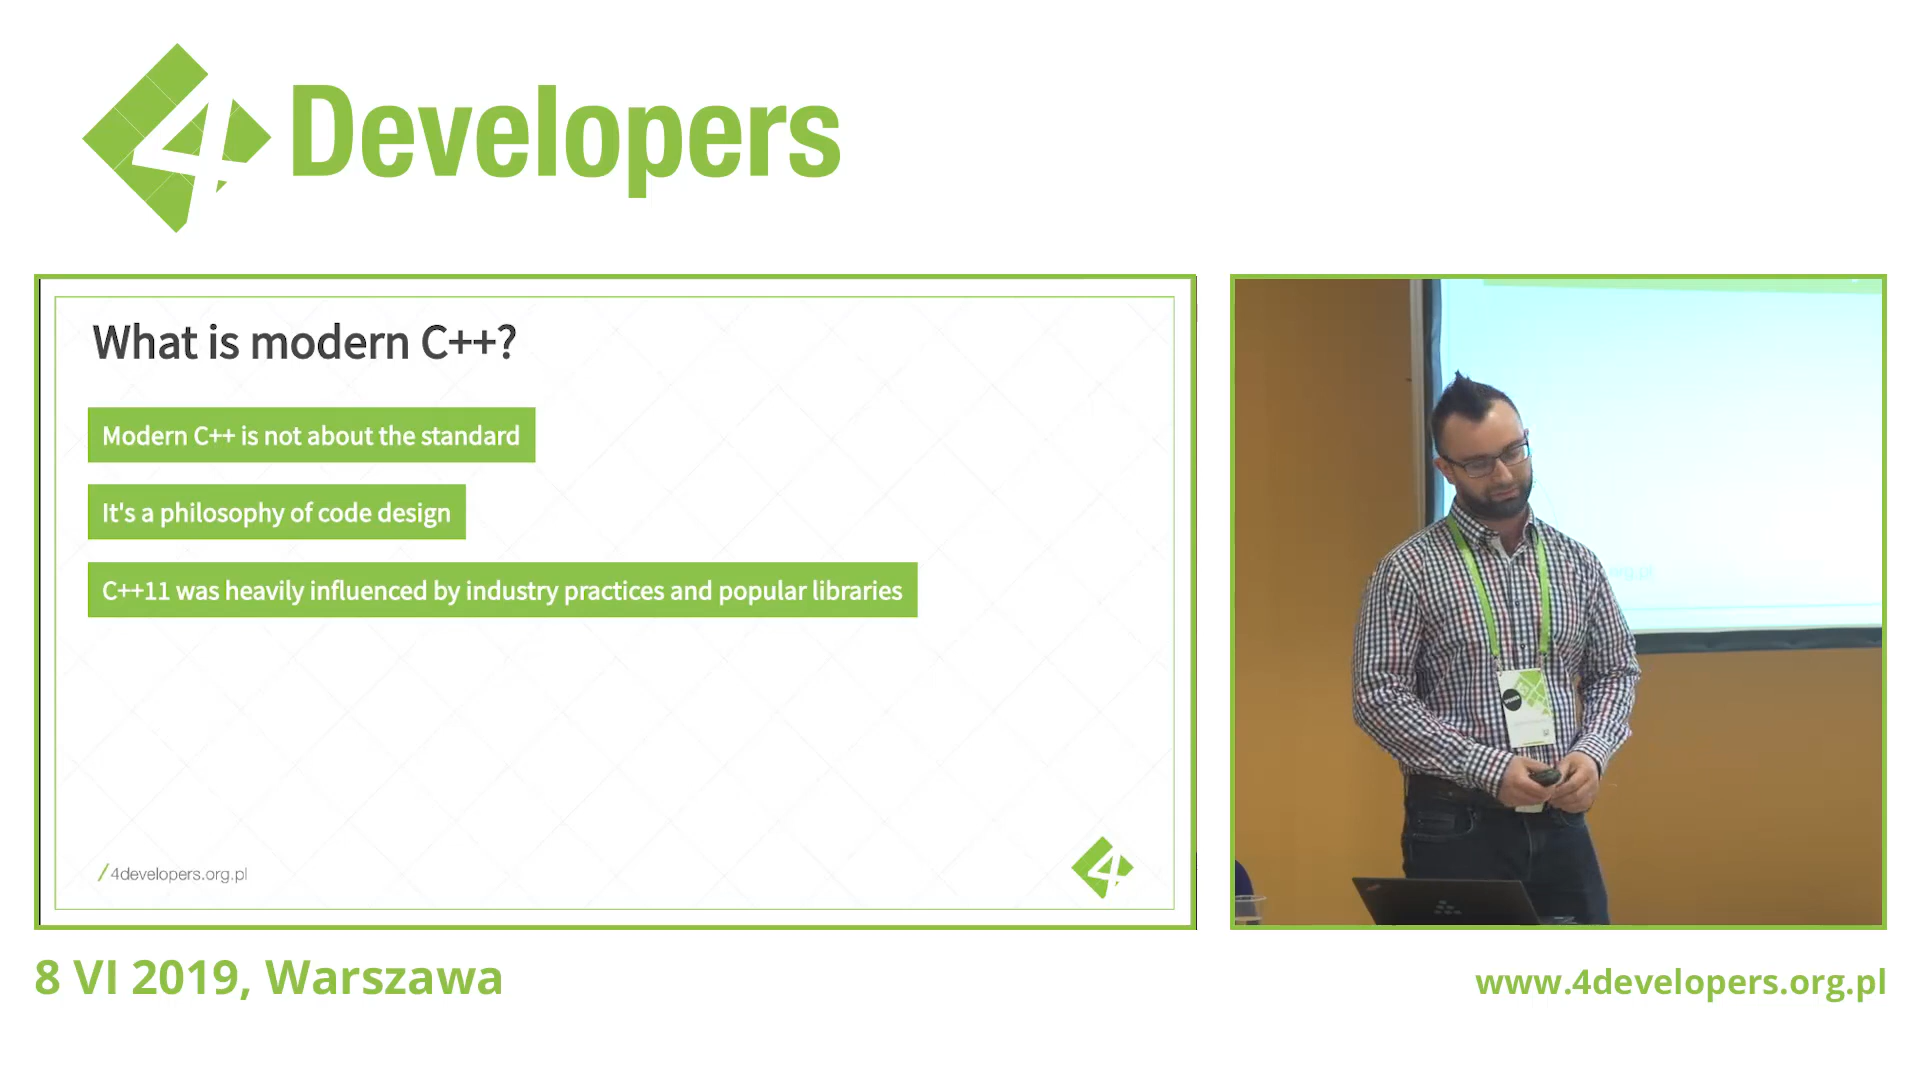 4Developers
What is modern C++?
Modern C++ is not about the standard
It's a philosophy of code design
C++11 was heavily influenced by industry practices and popular libraries
/4developers.org.pl
4
8 VI 2019, Warszawa
www.4developers.org.pl